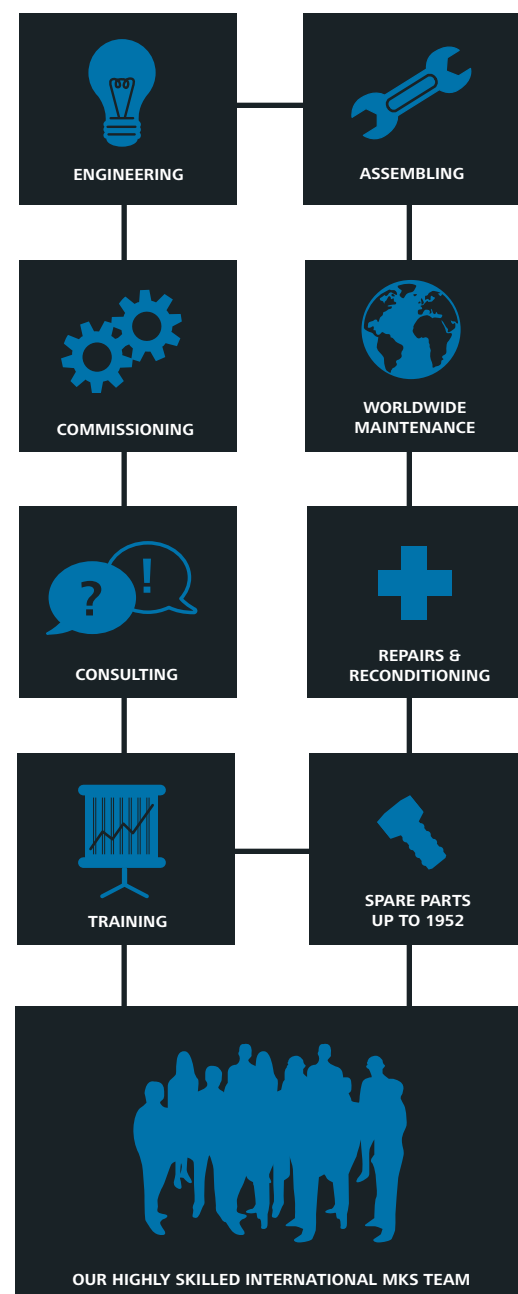 ENGINEERING
ASSEMBLING
COMMISSIONING
WORLDWIDE
MAINTENANCE
?
!
CONSULTING
REPAIRS &
RECONDITIONING
TRAINING
SPARE PARTS
UP TO 1952
OUR HIGHLY SKILLED INTERNATIONAL MKS TEAM